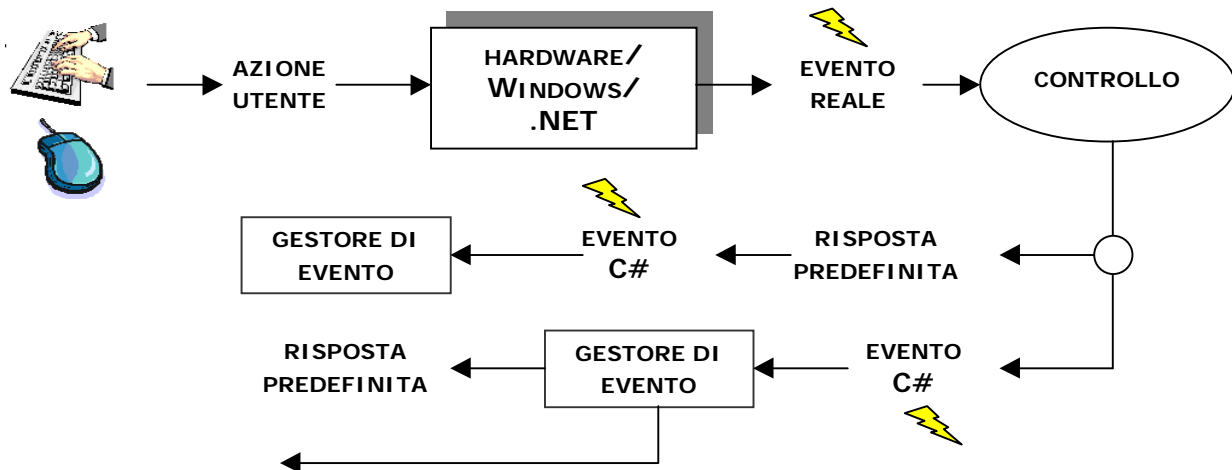 AZIONE
UTENTE
HARDWARE/
WINDOWS/
.NET
EVENTO
REALE
CONTROLLO
GESTORE DI
EVENTO
EVENTO
C#
RISPOSTA
PREDEFINITA
RISPOSTA
PREDEFINITA
GESTORE DI
EVENTO
EVENTO
C#